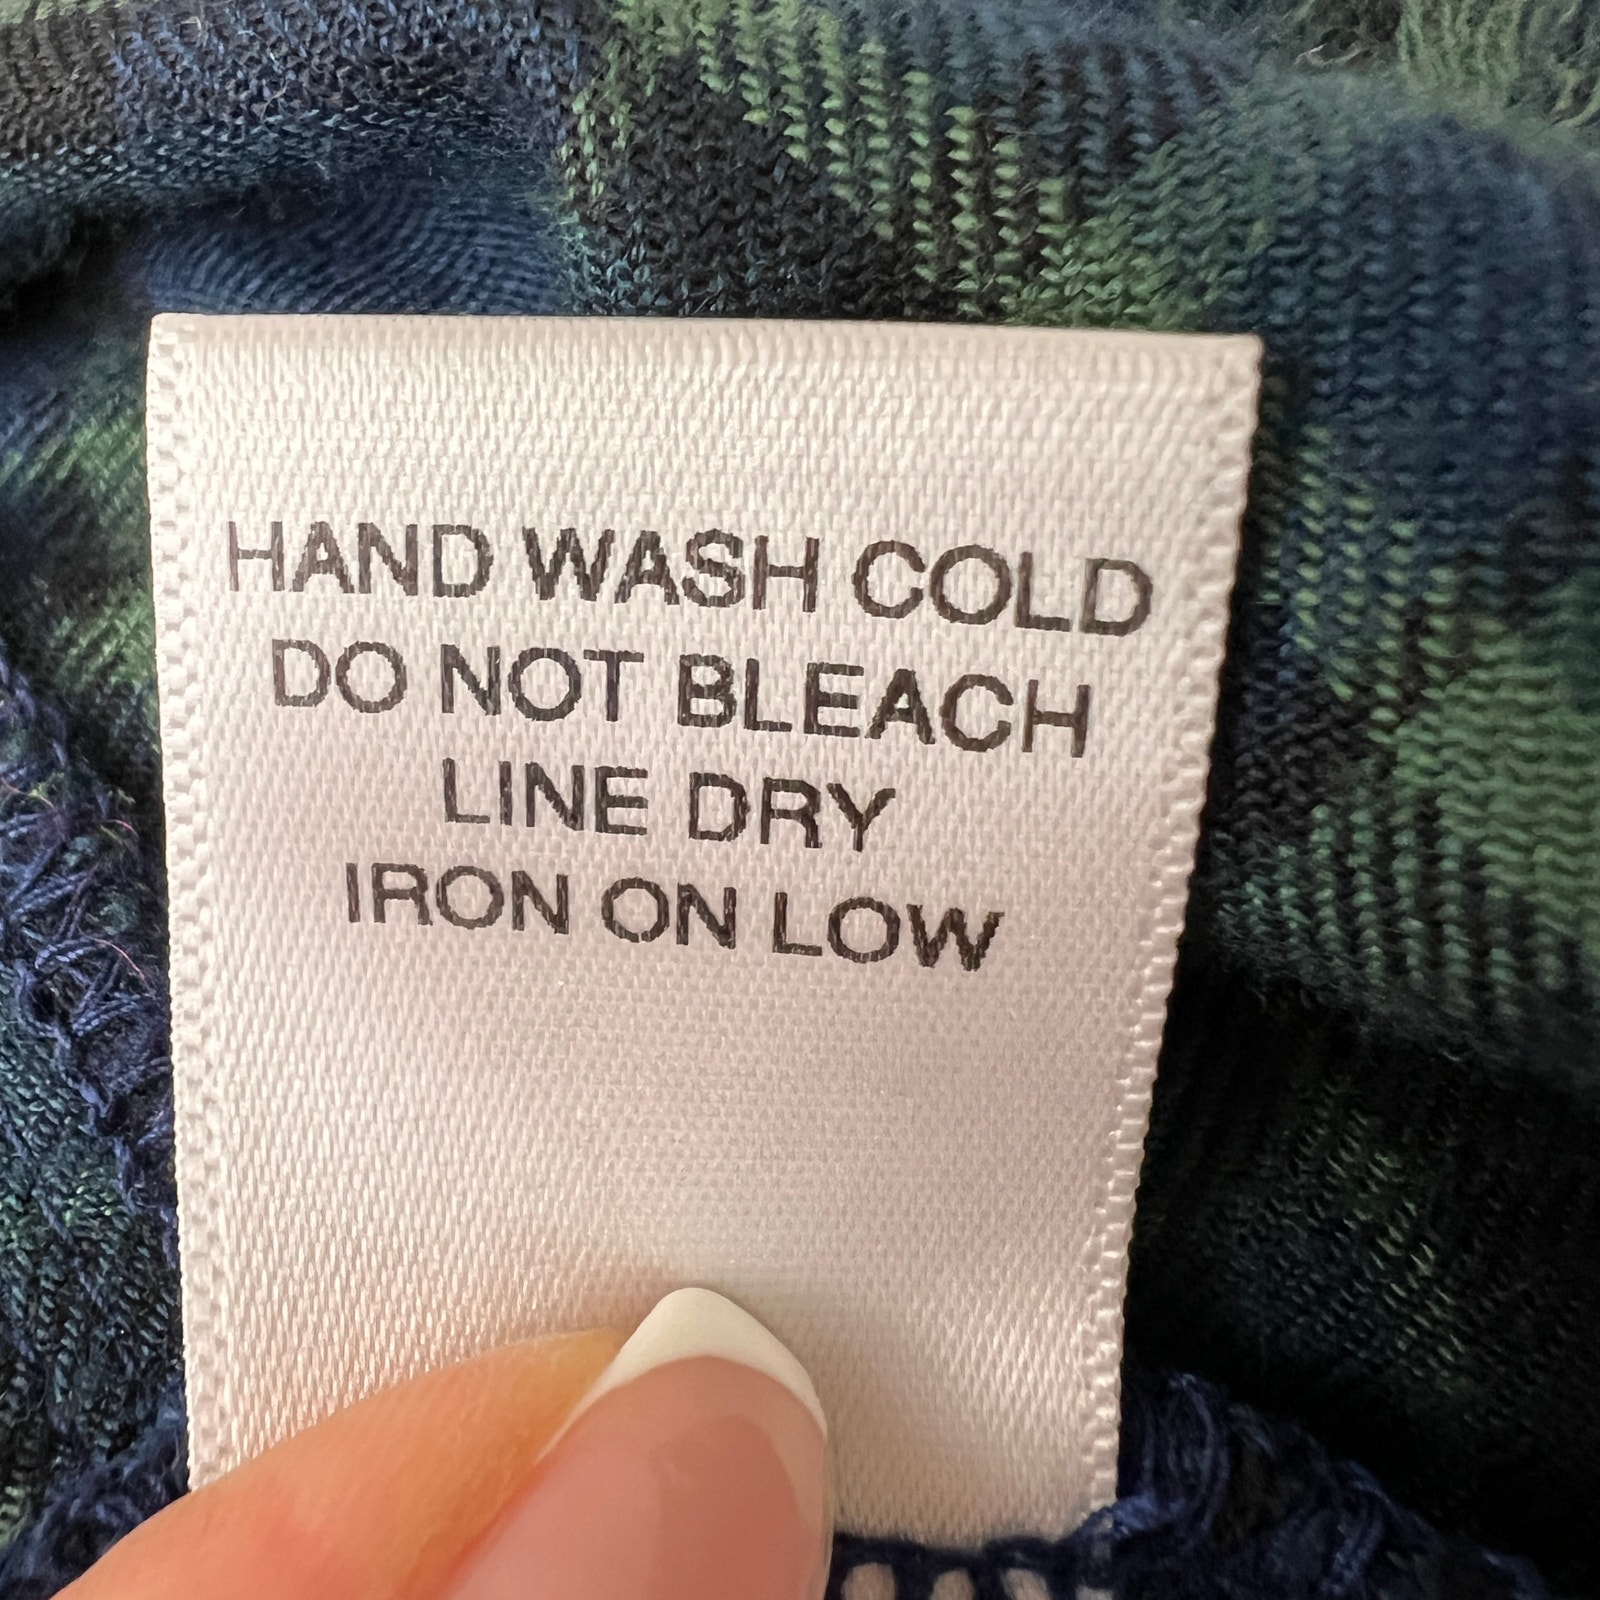 HAND WASH COLD
DO NOT BLEACH
LINE DRY
IRON ON LOW